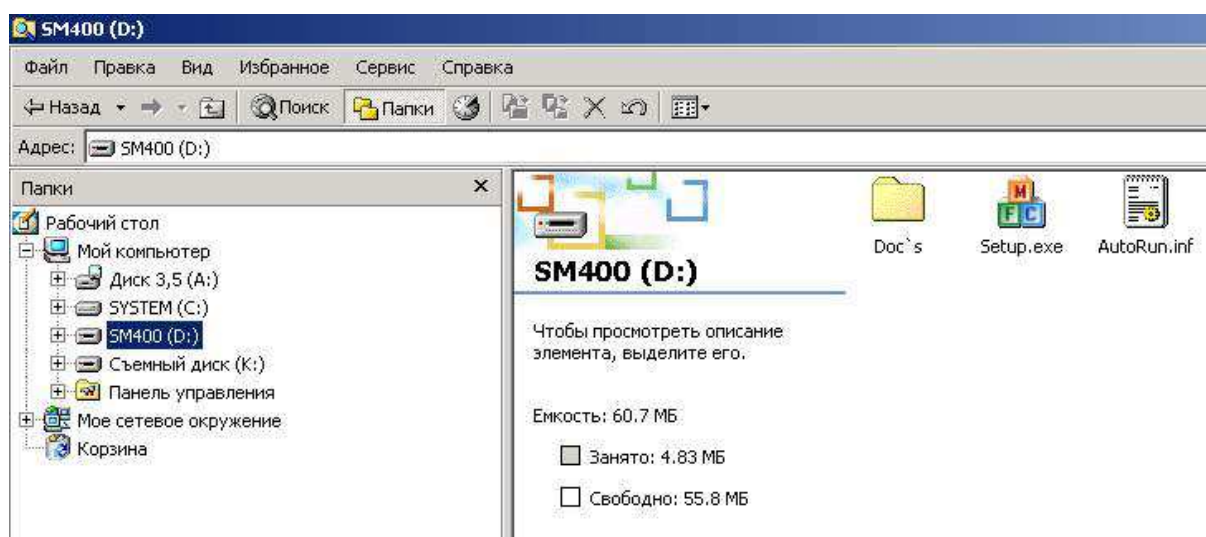 SM400 (D:)
Файл Правка Вид Избранное Сервис Справка
Назад Поиск Папки
Адрес: SM400 (D:)
Папки
Рабочий стол
Мой компьютер
Диск 3,5 (A:)
SYSTEM (C:)
SM400 (D:)
Съемный диск (K:)
Панель управления
Мое сетевое окружение
Корзина
SM400 (D:)
Чтобы просмотреть описание
элемента, выделите его.
Емкость: 60.7 МБ
Занято: 4.83 МБ
Свободно: 55.8 МБ
M
F C
Doc`s Setup.exe AutoRun.inf